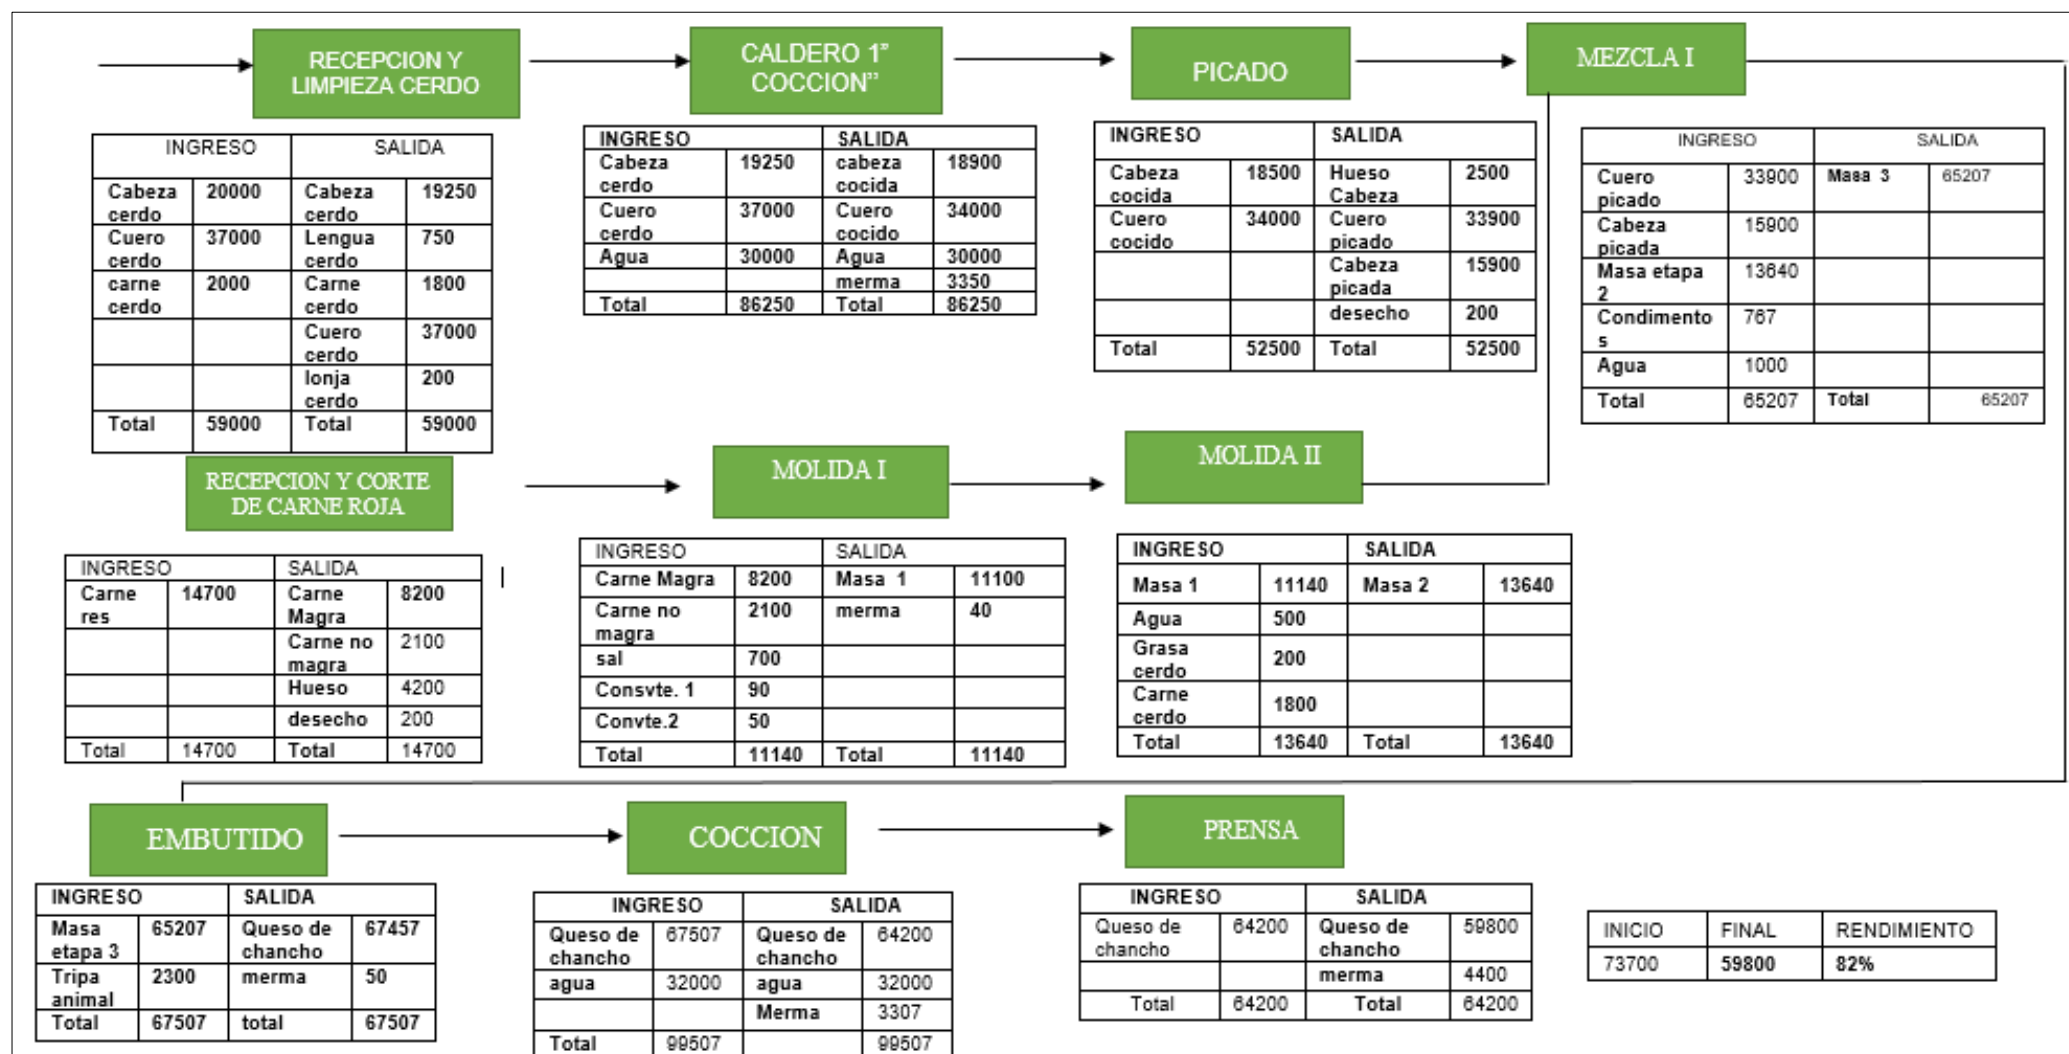 RECEPCION Y
LIMPIEZA CERDO
CALDERO 1”
COCCION”
PICADO
MEZCLA I
INGRESO SALIDA
Cabeza cerdo 20000 Cabeza cerdo 19250
Cuero cerdo 37000 Lengua cerdo 750
carne cerdo 2000 Carne cerdo 1800
Cuero cerdo 37000
lonja cerdo 200
Total 59000 Total 59000
INGRESO SALIDA
Cabeza cerdo 19250 cabeza cocida 18900
Cuero cerdo 37000 Cuero cocido 34000
Agua 30000 Agua 30000
merma 3350
Total 86250 Total 86250
INGRESO SALIDA
Cabeza cocida 18500 Hueso Cabeza 2500
Cuero cocido 34000 Cuero picado 33900
Cabeza picada 15900
desecho 200
Total 52500 Total 52500
INGRESO SALIDA
Cuero picado 33900 Masa 3 65207
Cabeza picada 15900
Masa etapa 2 13640
Condimento s 767
Agua 1000
Total 65207 Total 65207
RECEPCION Y CORTE
DE CARNE ROJA
MOLIDA I
MOLIDA II
INGRESO SALIDA
Carne res 14700 Carne Magra 8200
Carne no magra 2100
Hueso 4200
desecho 200
Total 14700 Total 14700
INGRESO SALIDA
Carne Magra 8200 Masa 1 11100
Carne no magra 2100 merma 40
sal 700
Consvte. 1 90
Convte.2 50
Total 11140 Total 11140
INGRESO SALIDA
Masa 1 11140 Masa 2 13640
Agua 500
Grasa cerdo 200
Carne cerdo 1800
Total 13640 Total 13640
EMBUTIDO
COCCION
PRENSA
INGRESO SALIDA
Masa etapa 3 65207 Queso de chancho 67457
Tripa animal 2300 merma 50
Total 67507 total 67507
INGRESO SALIDA
Queso de chancho 67507 Queso de chancho 64200
agua 32000 agua 32000
Merma 3307
Total 99507 99507
INGRESO SALIDA
Queso de chancho 64200 Queso de chancho 59800
merma 4400
Total 64200 Total 64200
INICIO FINAL RENDIMIENTO
73700 59800 82%